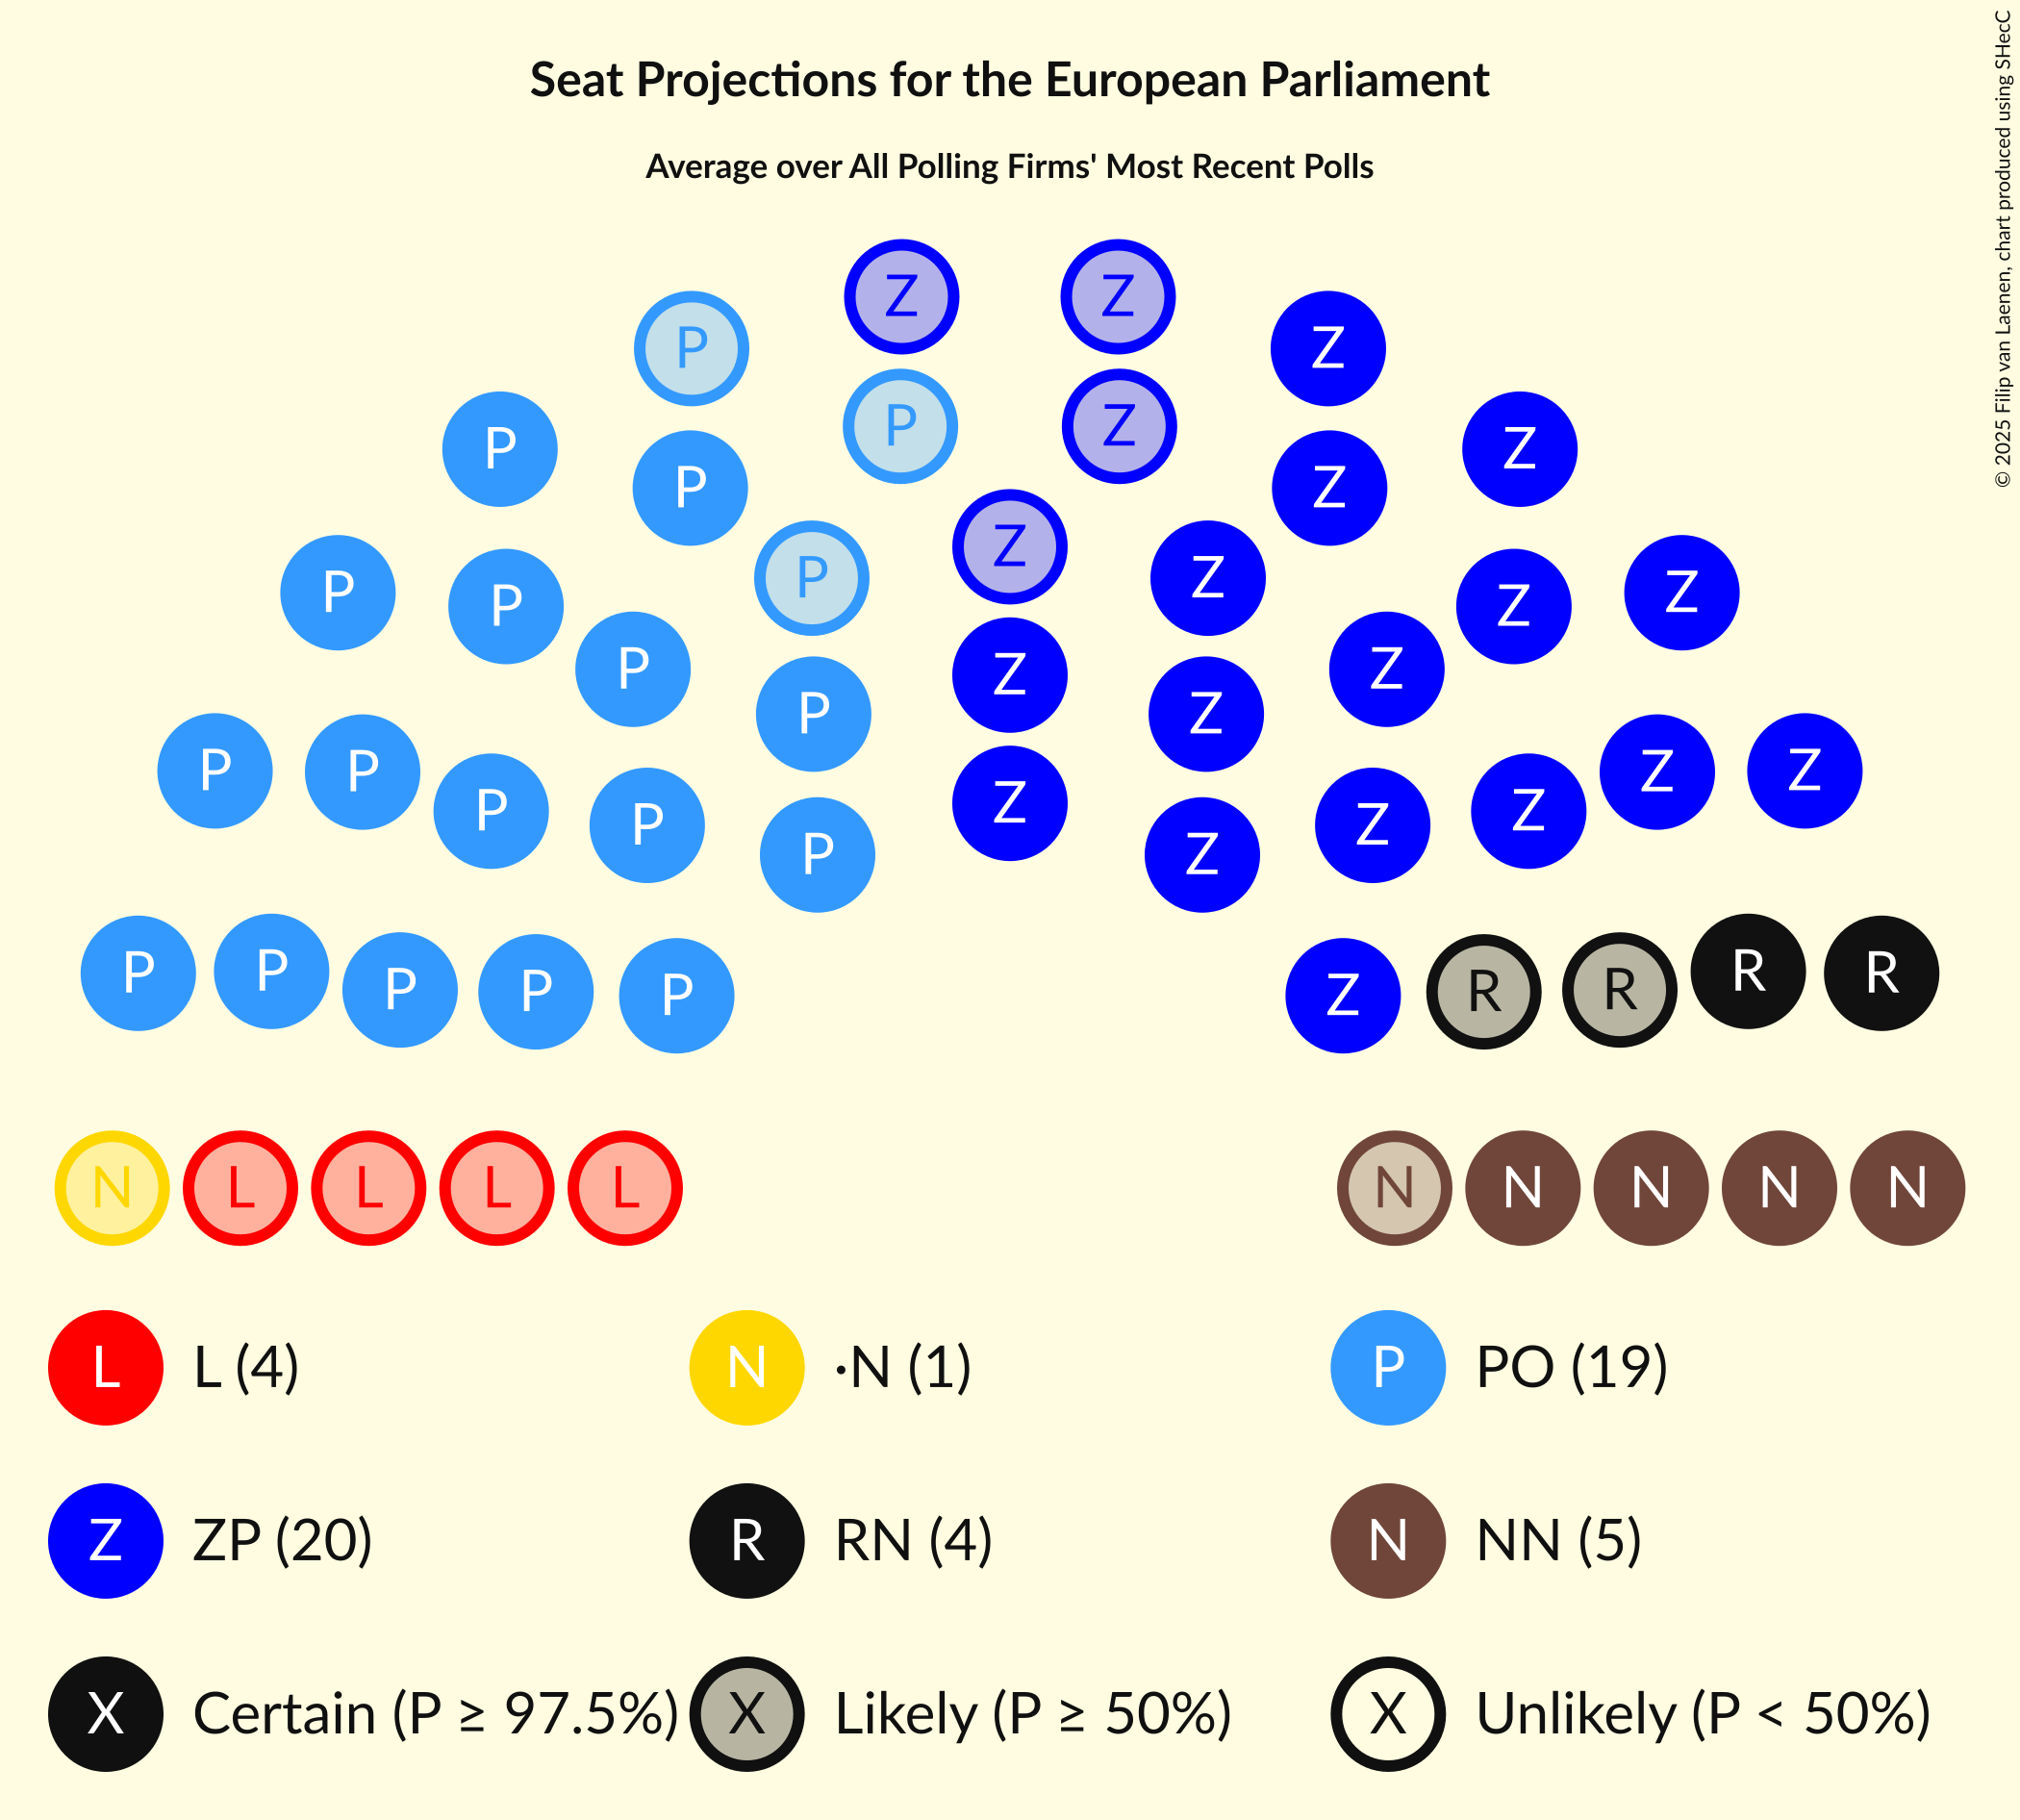 Seat Projections for the European Parliament
Average over All Polling Firms' Most Recent Polls
© 2025 Filip van Laenen, chart produced using SHecC
Z Z
P Z
P Z
P Z
P Z
P Z
P Z Z
P P Z Z
P Z
P Z
P Z
P P Z Z
P P Z Z
P Z
P P P P P Z R R R R
N L L L L N N N N N
L L (4) N ·N (1) P PO (19)
Z ZP (20) R RN (4) N NN (5)
X Certain (P ≥ 97.5%) X Likely (P ≥ 50%) X Unlikely (P < 50%)